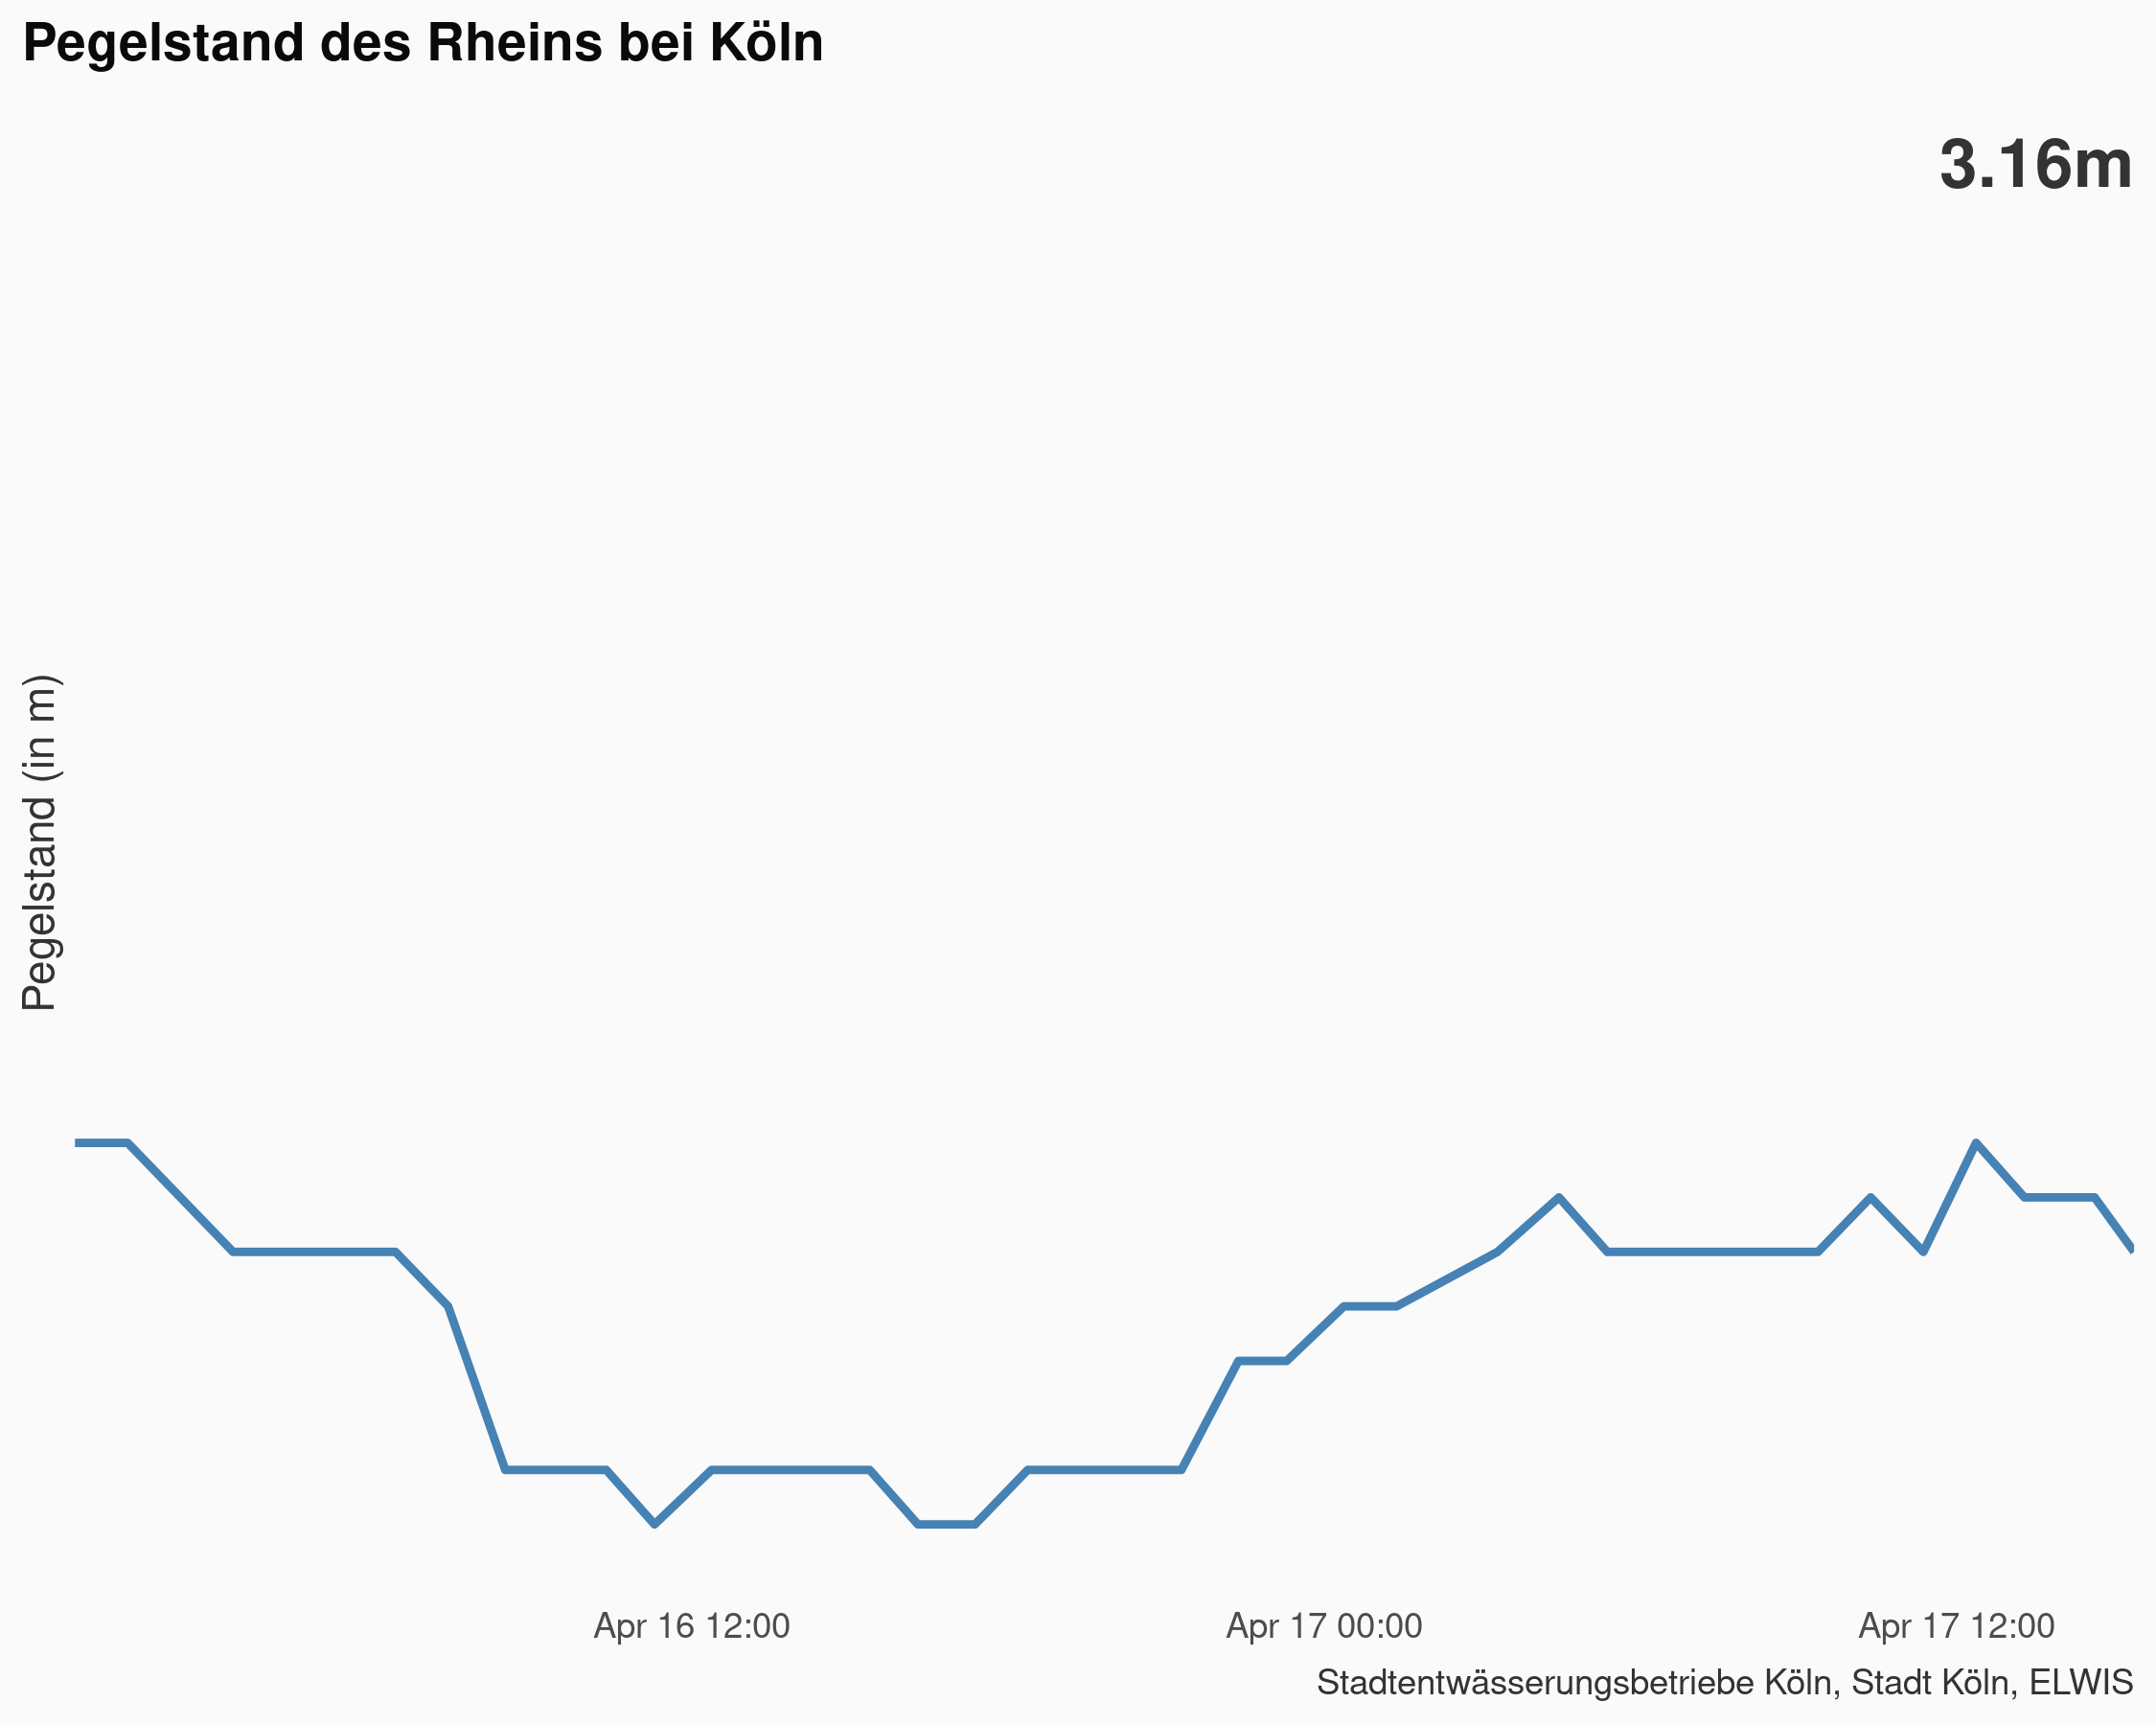 Pegelstand des Rheins bei Köln
3.16m
Pegelstand (in m)
Apr 16 12:00
Apr 17 00:00
Apr 17 12:00
Stadtentwässerungsbetriebe Köln, Stadt Köln, ELWIS